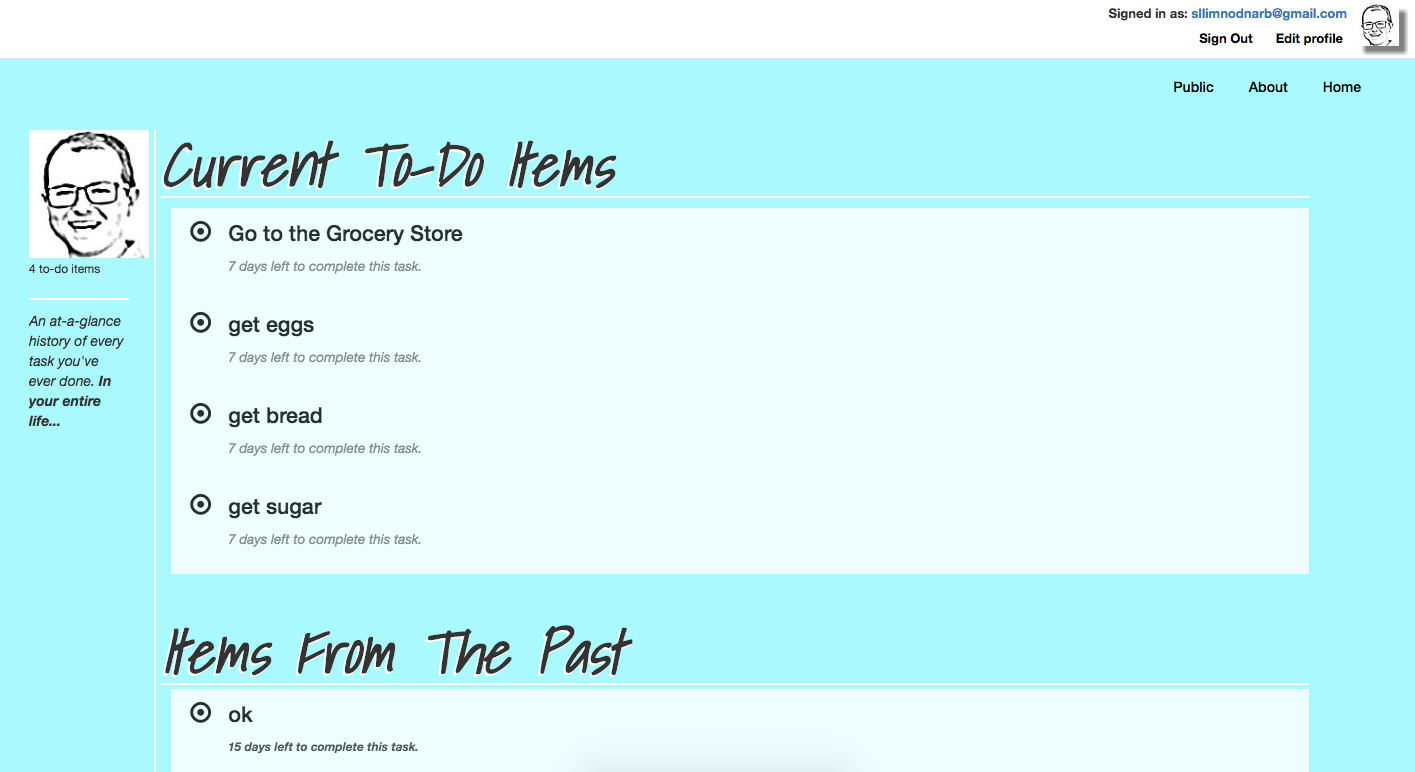 Signed in as: sllimnodnarb@gmail.com
Sign Out Edit profile
Public About Home
4 to-do items
An at-a-glance
history of every
task you've
ever done. In
your entire
life...
Current To-Do Items
Go to the Grocery Store
7 days left to complete this task.
get eggs
7 days left to complete this task.
get bread
7 days left to complete this task.
get sugar
7 days left to complete this task.
Items From The Past
ok
15 days left to complete this task.